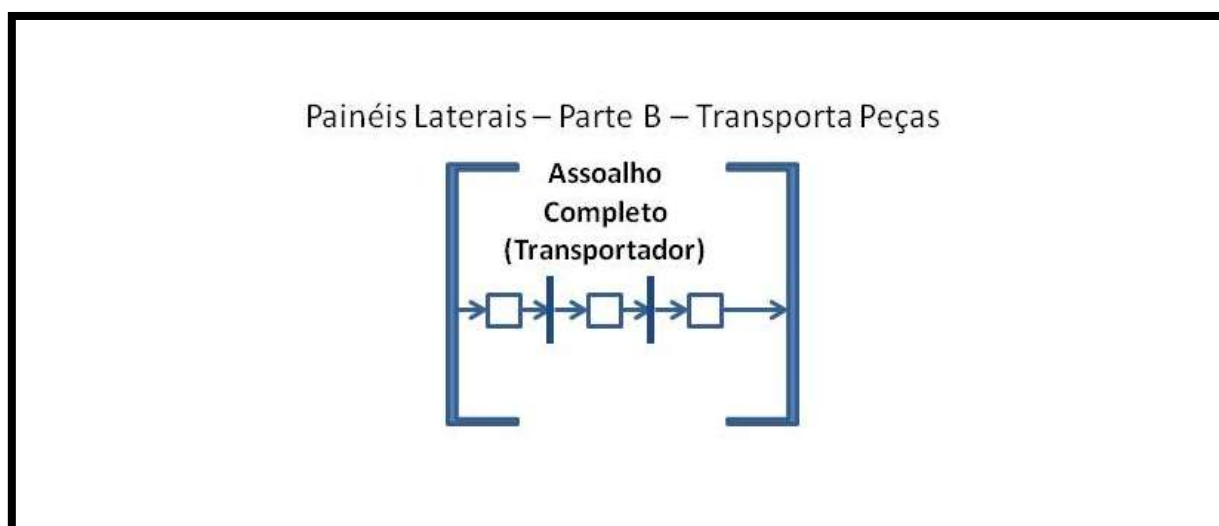 Painéis Laterais – Parte B – Transporta Peças
Assoalho
Completo
(Transportador)